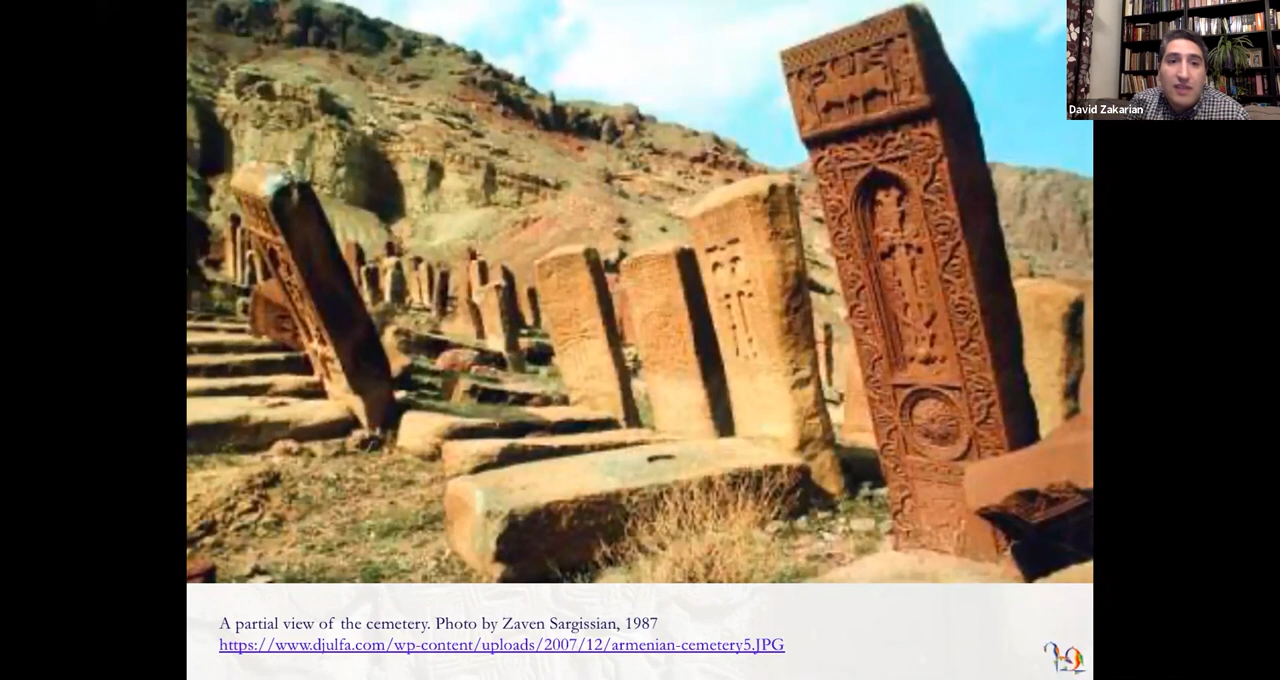 David Zakarian
A partial view of the cemetery. Photo by Zaven Sargissian, 1987
https://www.djulfa.com/wp-content/uploads/2007/12/armenian-cemetery5.JPG